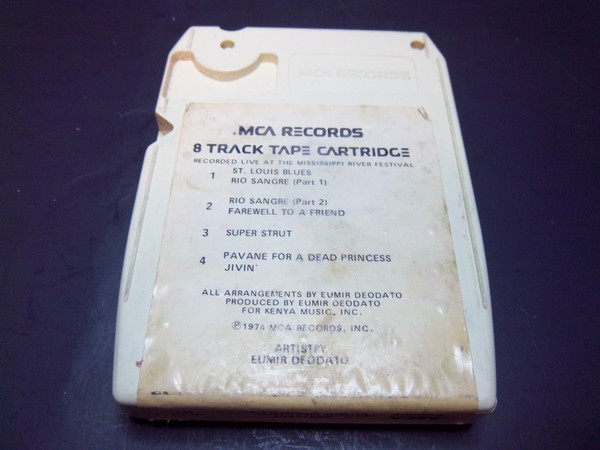 MCA RECORDS
.MCA RECORDS
8 TRACK TAPE CARTRIDGE
RECORDED LIVE AT THE MISSISSIPPI RIVER FESTIVAL
1 ST. LOUIS BLUES
RIO SANGRE (Part 1)
2 RIO SANGRE (Part 2)
FAREWELL TO A FRIEND
3 SUPER STRUT
4 PAVANE FOR A DEAD PRINCESS
JIVIN'
ALL ARRANGEMENTS BY EUMIR DEODATO
PRODUCED BY EUMIR DEODATO
FOR KENYA MUSIC, INC.
Ⓟ1974 MCA RECORDS, INC.
ARTISTRY
EUMIR DEODATO